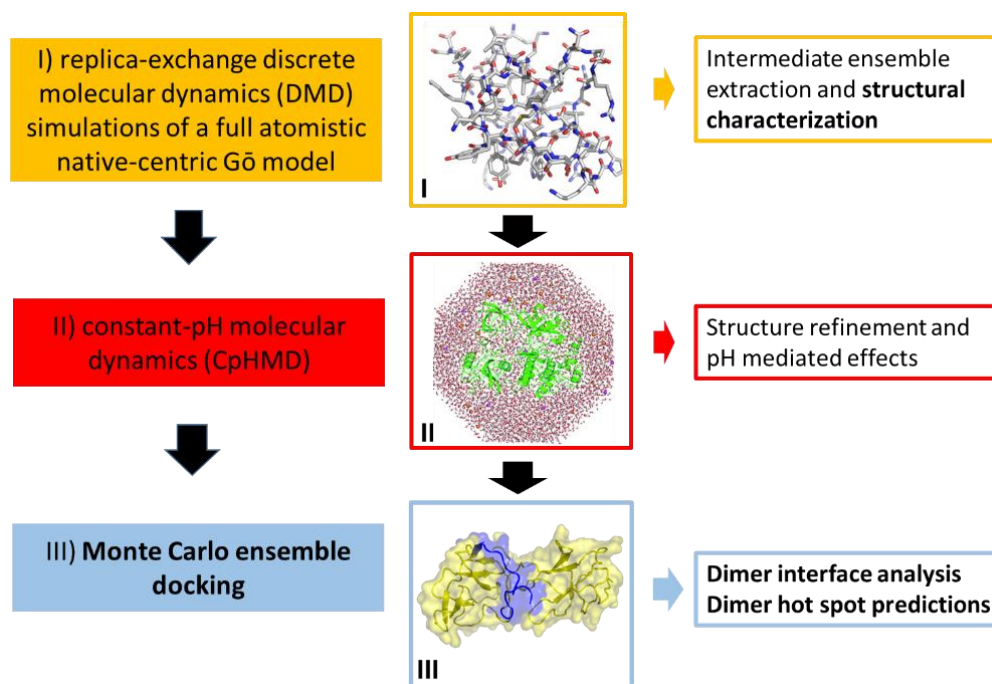 I) replica-exchange discrete
molecular dynamics (DMD)
simulations of a full atomistic
native-centric Gō model
I
Intermediate ensemble
extraction and structural
characterization
II) constant-pH molecular
dynamics (CpHMD)
II
Structure refinement and
pH mediated effects
III) Monte Carlo ensemble
docking
III
Dimer interface analysis
Dimer hot spot predictions